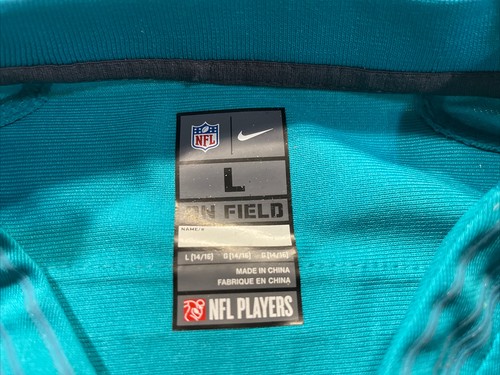 NFL
L
ON FIELD
NAME/#
L [14/16] G [14/16] G [14/16]
MADE IN CHINA
FABRIQUE EN CHINA
NFL PLAYERS